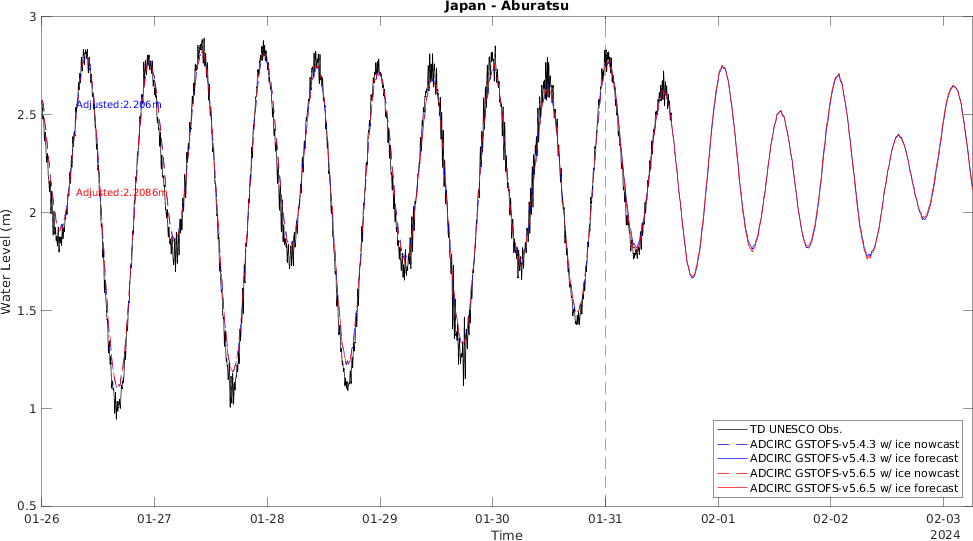 Japan - Aburatsu
3
2.5
2
1.5
1
0.5
Water Level (m)
Adjusted:2.206m
Adjusted:2.2086m
TD UNESCO Obs.
ADCIRC GSTOFS-v5.4.3 w/ ice nowcast
ADCIRC GSTOFS-v5.4.3 w/ ice forecast
ADCIRC GSTOFS-v5.6.5 w/ ice nowcast
ADCIRC GSTOFS-v5.6.5 w/ ice forecast
01-26 01-27 01-28 01-29 01-30 01-31 02-01 02-02 02-03
Time
2024